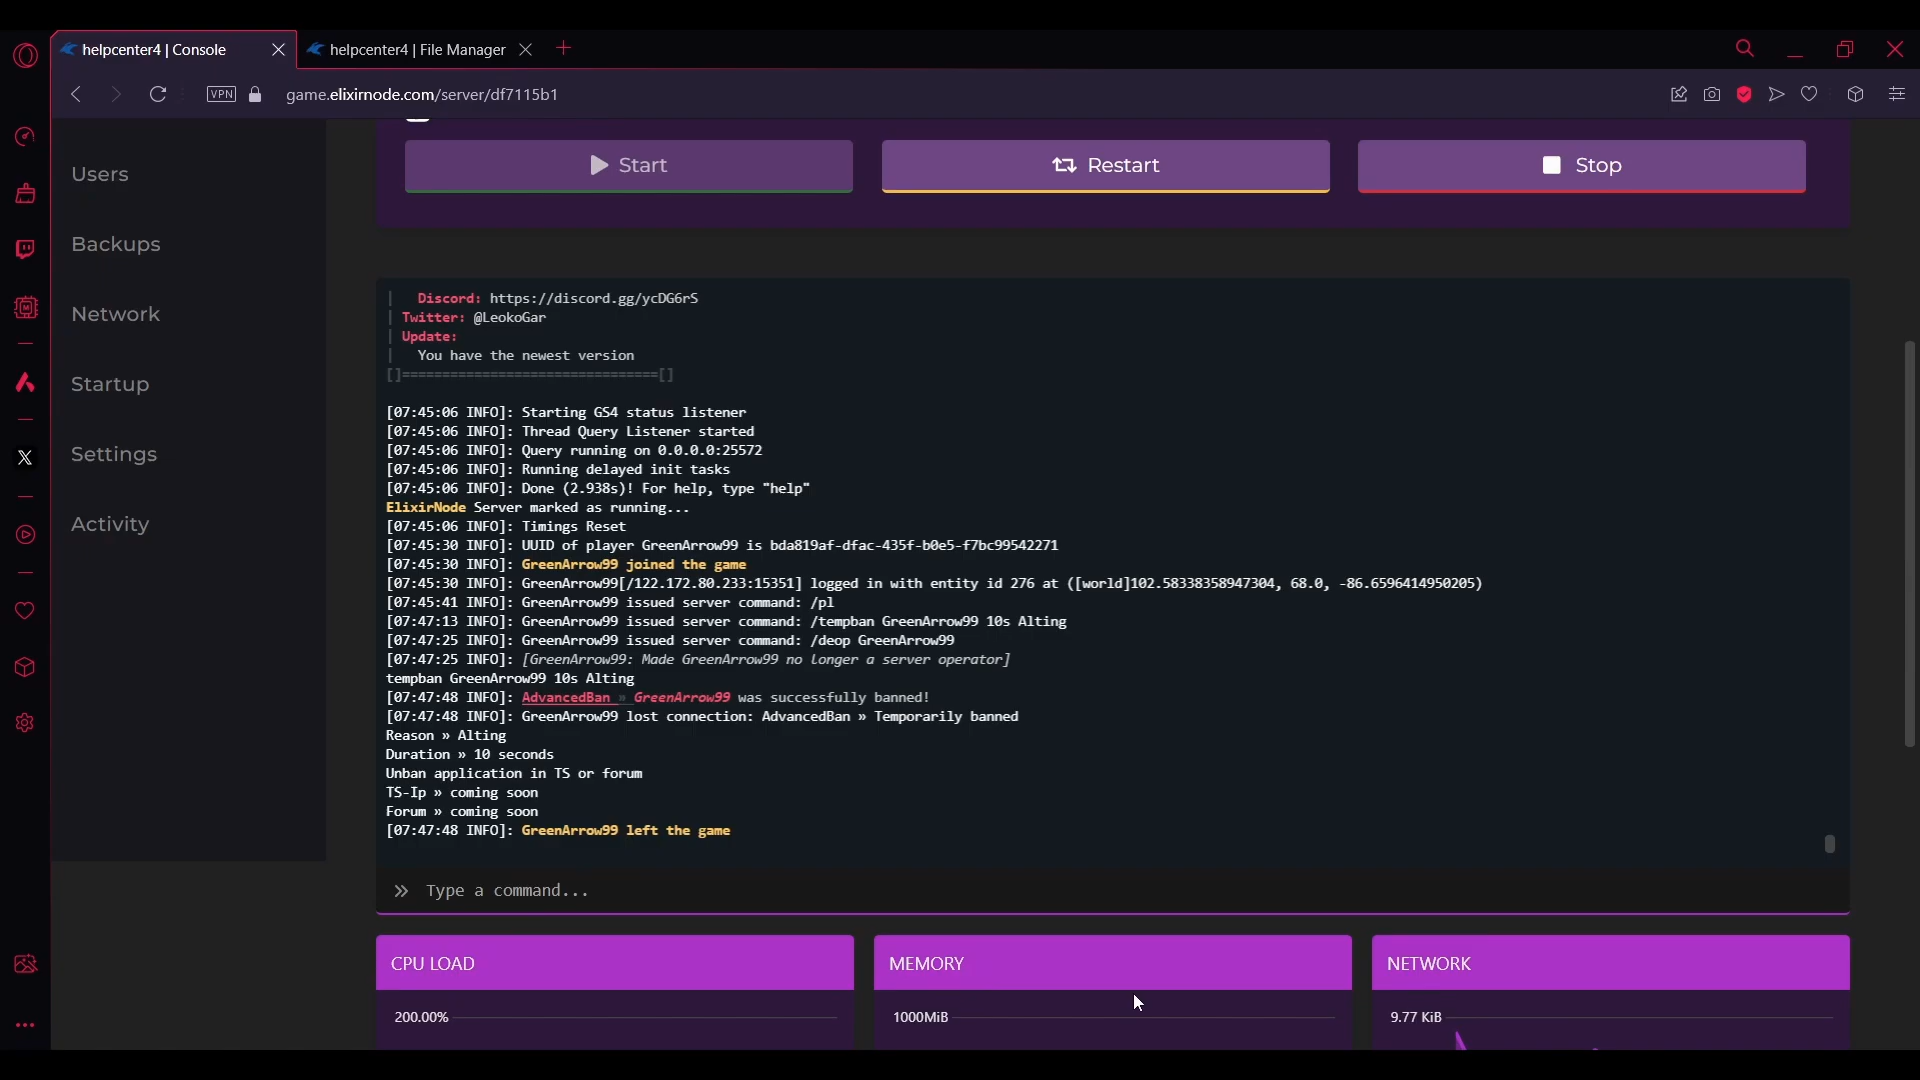 helpcenter4 | Console
helpcenter4 | File Manager
VPN
game.elixirnode.com/server/df7115b1
Users
Backups
Network
Startup
Settings
Activity
Start
Restart
Stop
| Discord: https://discord.gg/ycDG6rS
| Twitter: @LeokoGar
| Update:
| You have the newest version
[]================================[]
[07:45:06 INFO]: Starting GS4 status listener
[07:45:06 INFO]: Thread Query Listener started
[07:45:06 INFO]: Query running on 0.0.0.0:25572
[07:45:06 INFO]: Running delayed init tasks
[07:45:06 INFO]: Done (2.938s)! For help, type "help"
ElixirNode Server marked as running...
[07:45:06 INFO]: Timings Reset
[07:45:30 INFO]: UUID of player GreenArrow99 is bda819af-dfac-435f-b0e5-f7bc99542271
[07:45:30 INFO]: GreenArrow99 joined the game
[07:45:30 INFO]: GreenArrow99[/122.172.80.233:15351] logged in with entity id 276 at ([world]102.58338358947304, 68.0, -86.6596414950205)
[07:45:41 INFO]: GreenArrow99 issued server command: /pl
[07:47:13 INFO]: GreenArrow99 issued server command: /tempban GreenArrow99 10s Alting
[07:47:25 INFO]: GreenArrow99 issued server command: /deop GreenArrow99
[07:47:25 INFO]: [GreenArrow99: Made GreenArrow99 no longer a server operator]
tempban GreenArrow99 10s Alting
[07:47:48 INFO]: AdvancedBan » GreenArrow99 was successfully banned!
[07:47:48 INFO]: GreenArrow99 lost connection: AdvancedBan » Temporarily banned
Reason » Alting
Duration » 10 seconds
Unban application in TS or forum
TS-Ip » coming soon
Forum » coming soon
[07:47:48 INFO]: GreenArrow99 left the game
» Type a command...
CPU LOAD
200.00%
MEMORY
1000MiB
NETWORK
9.77 KiB